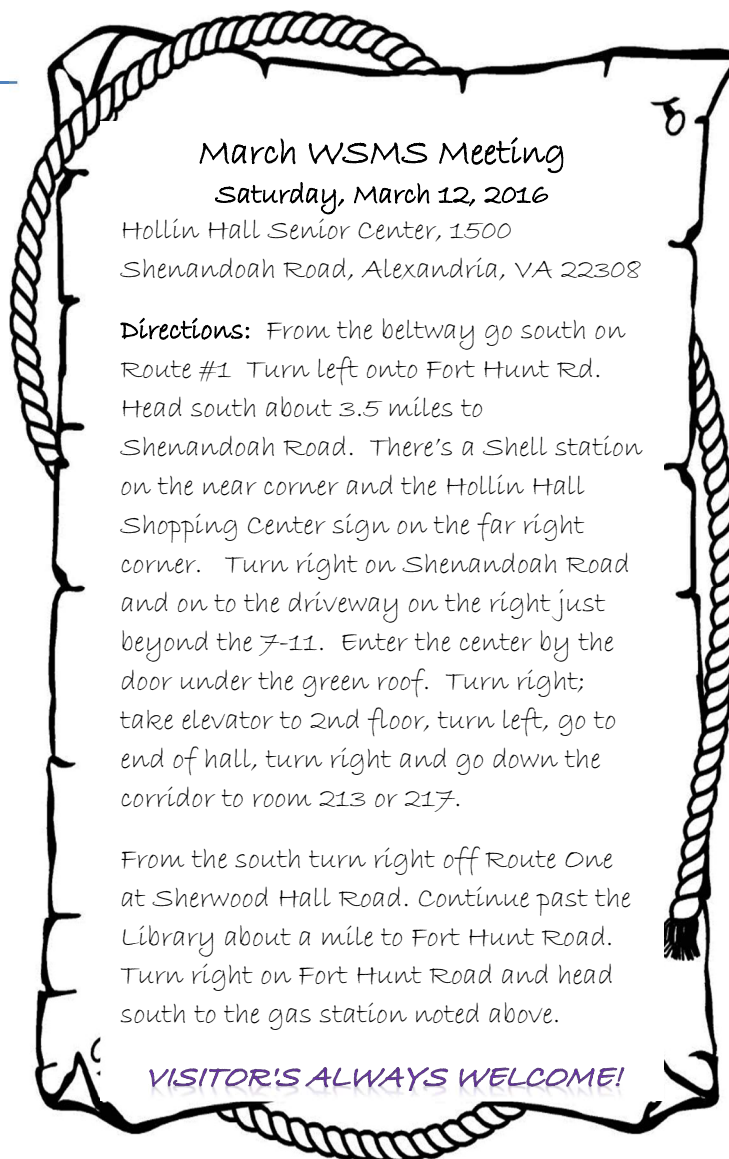 March WSMS Meeting
Saturday, March 12, 2016
Hollin Hall Senior Center, 1500
Shenandoah Road, Alexandria, VA 22308
Directions: From the beltway go south on
Route #1 Turn left onto Fort Hunt Rd.
Head south about 3.5 miles to
Shenandoah Road. There's a Shell station
on the near corner and the Hollin Hall
Shopping Center sign on the far right
corner. Turn right on Shenandoah Road
and on to the driveway on the right just
beyond the 7-11. Enter the center by the
door under the green roof. Turn right;
take elevator to 2nd floor, turn left, go to
end of hall, turn right and go down the
corridor to room 213 or 217.
From the south turn right off Route One
at Sherwood Hall Road. Continue past the
Library about a mile to Fort Hunt Road.
Turn right on Fort Hunt Road and head
south to the gas station noted above.
VISITOR'S ALWAYS WELCOME!